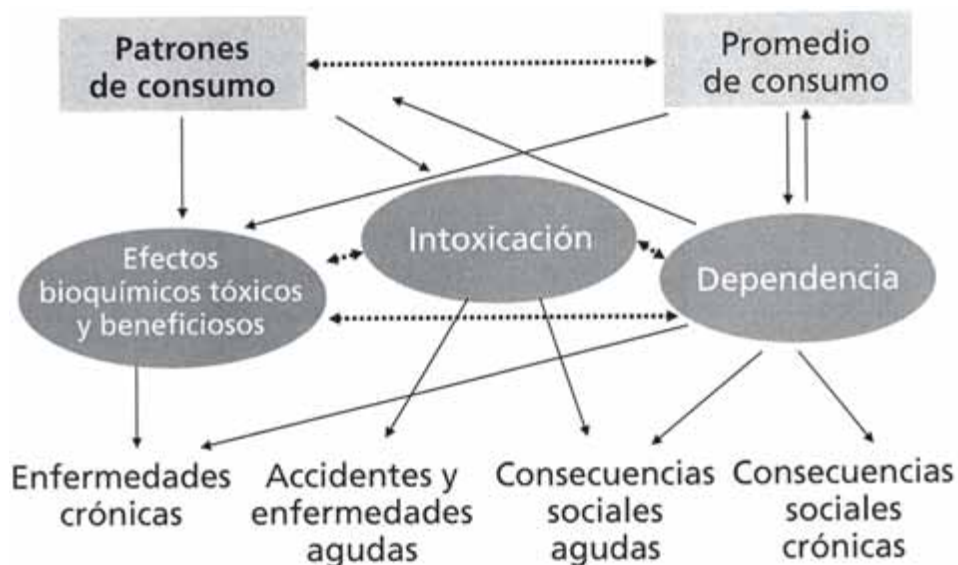 Patrones
de consumo
Promedio
de consumo
Intoxicación
Efectos
bioquímicos tóxicos
y beneficiosos
Dependencia
Enfermedades
crónicas
Accidentes y
enfermedades
agudas
Consecuencias
sociales
agudas
Consecuencias
sociales
crónicas